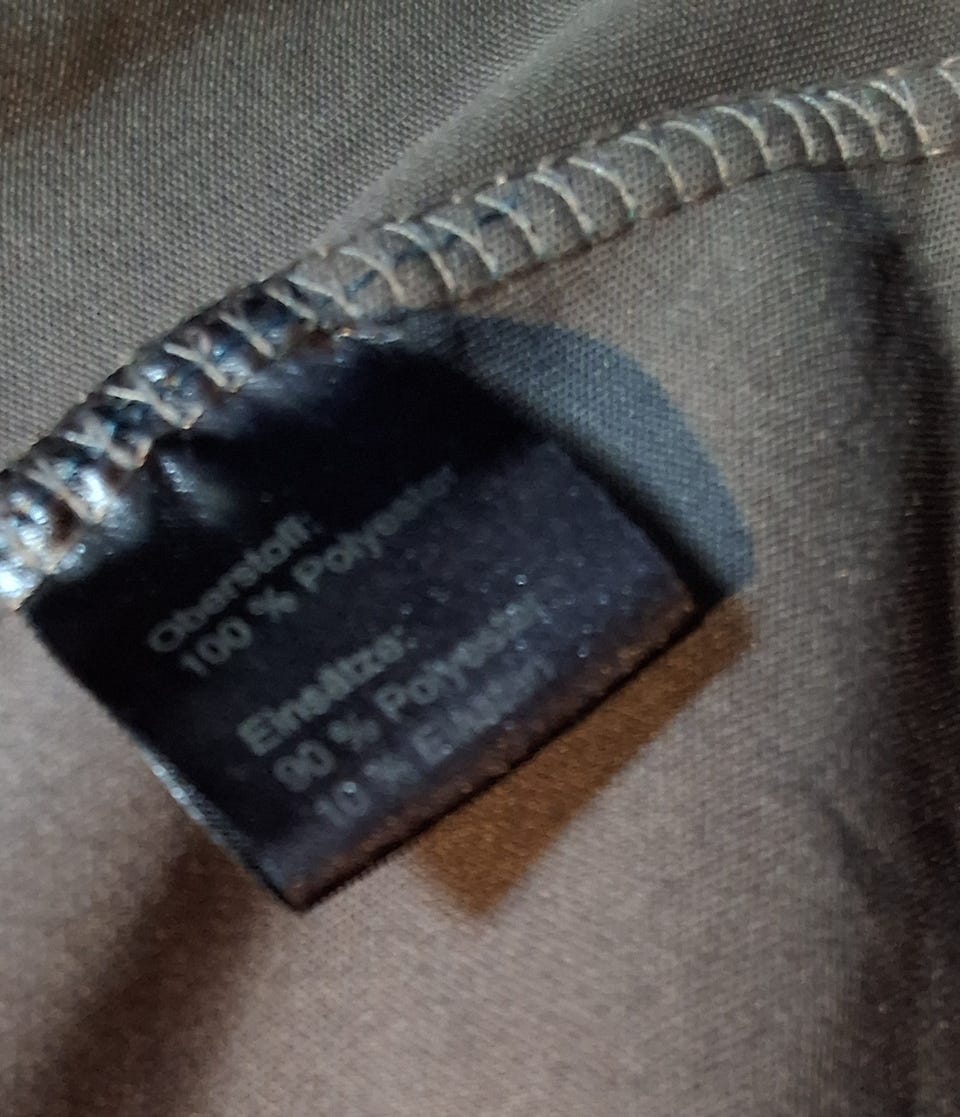 Oberstoff:
100 % Polyester
Einsätze:
90 % Polyester
10 % Elastan